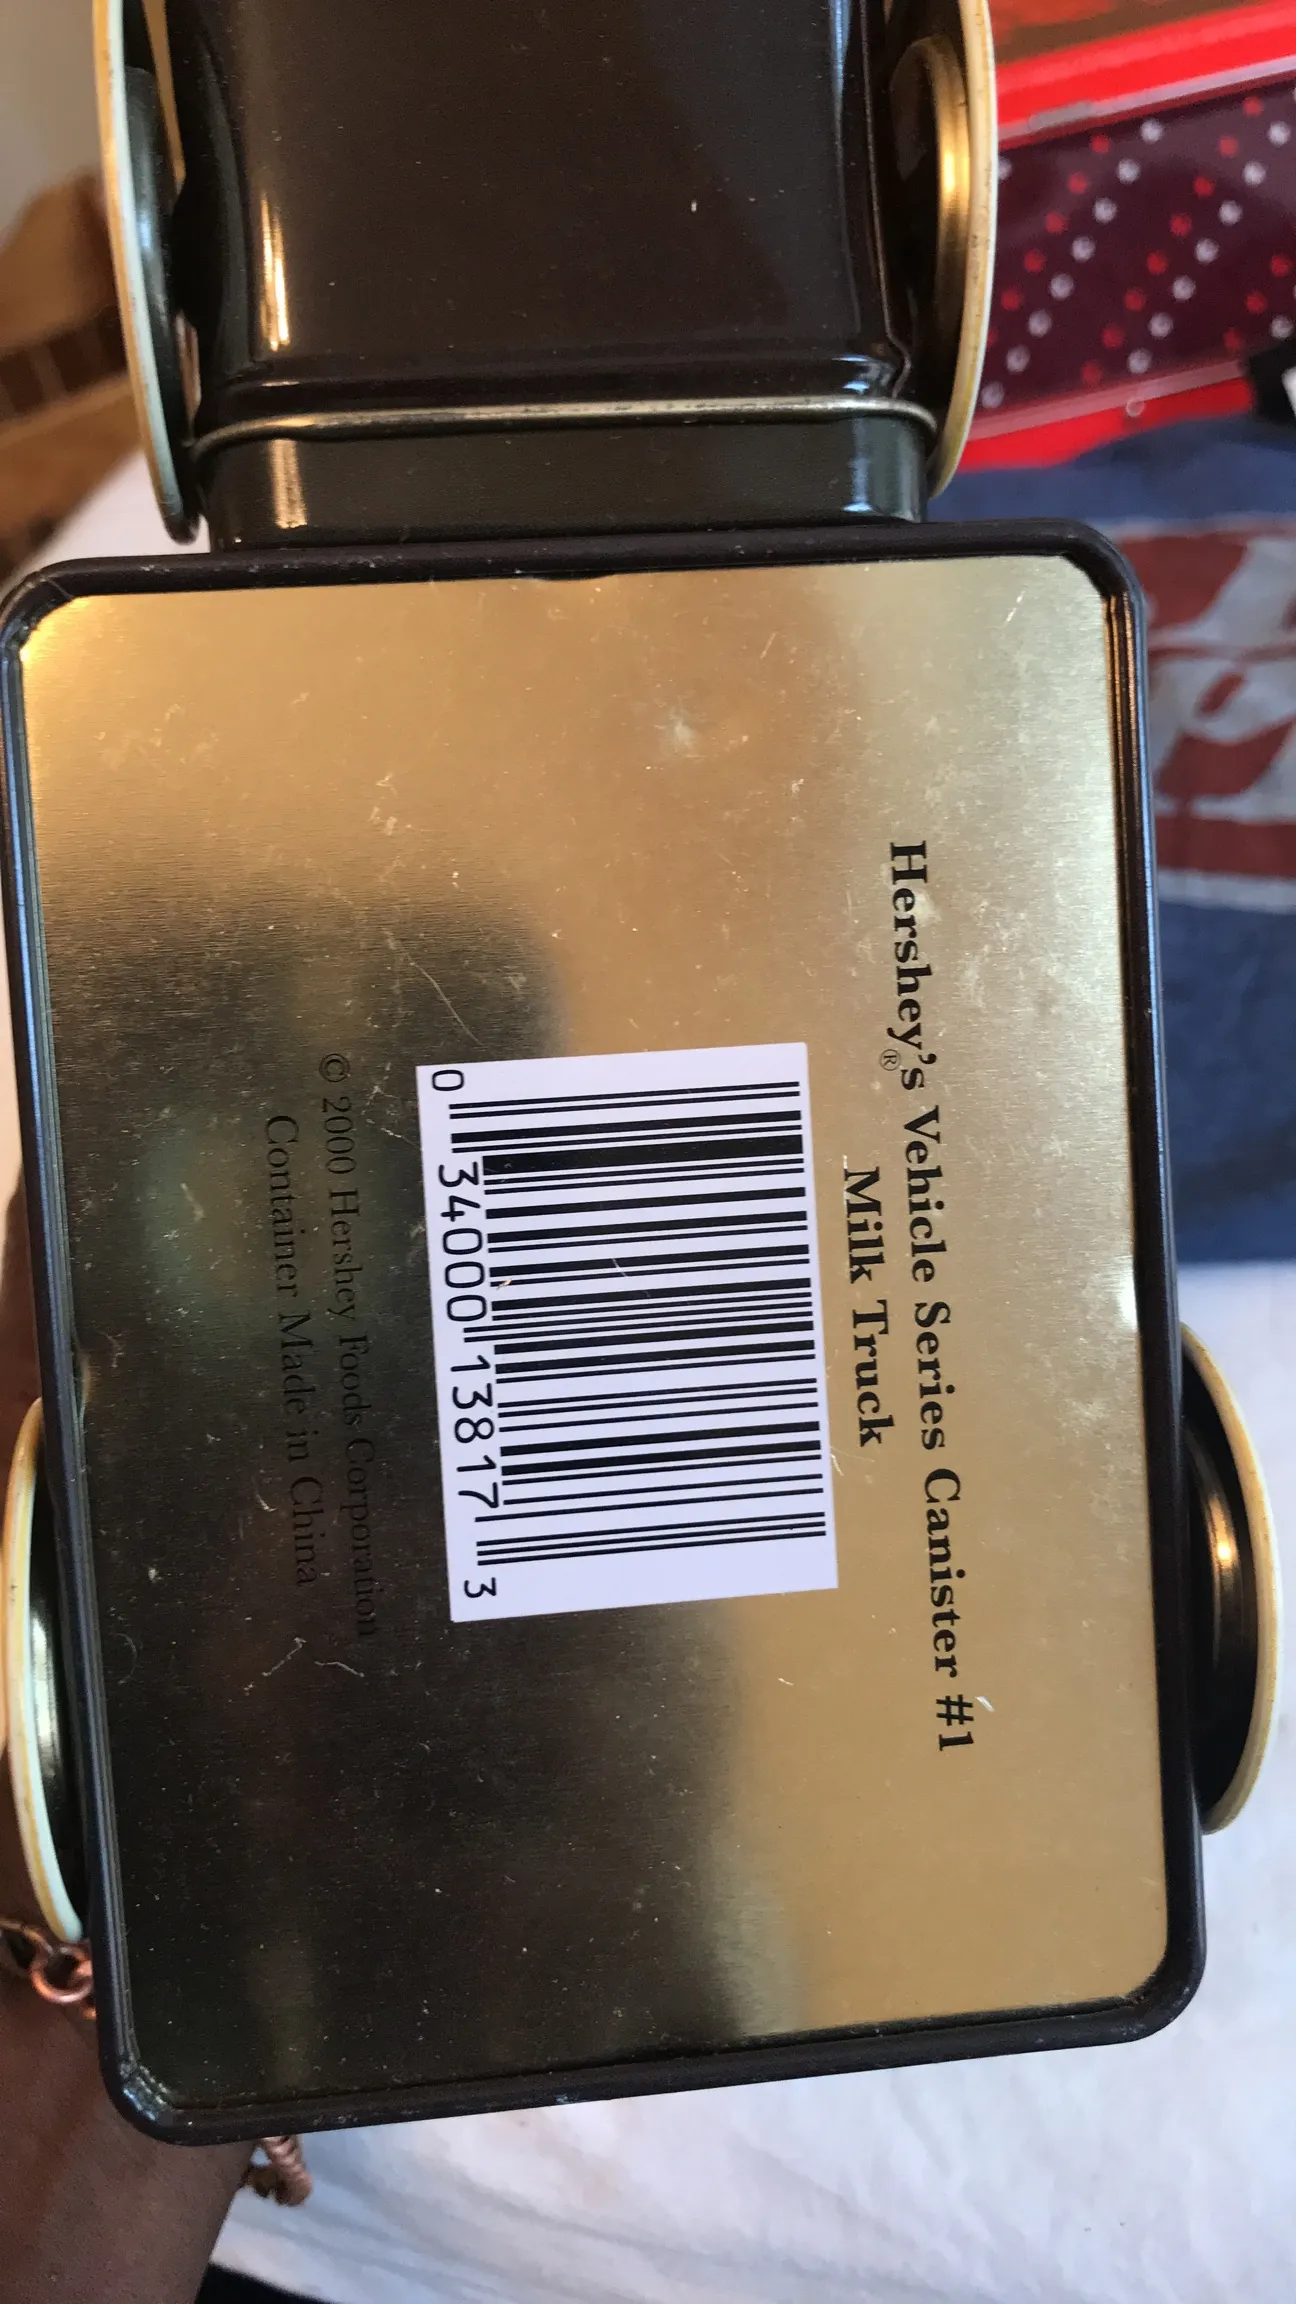 Hershey's® Vehicle Series Canister #1
Milk Truck
0 34000 13817 3
© 2000 Hershey Foods Corporation
Container Made in China